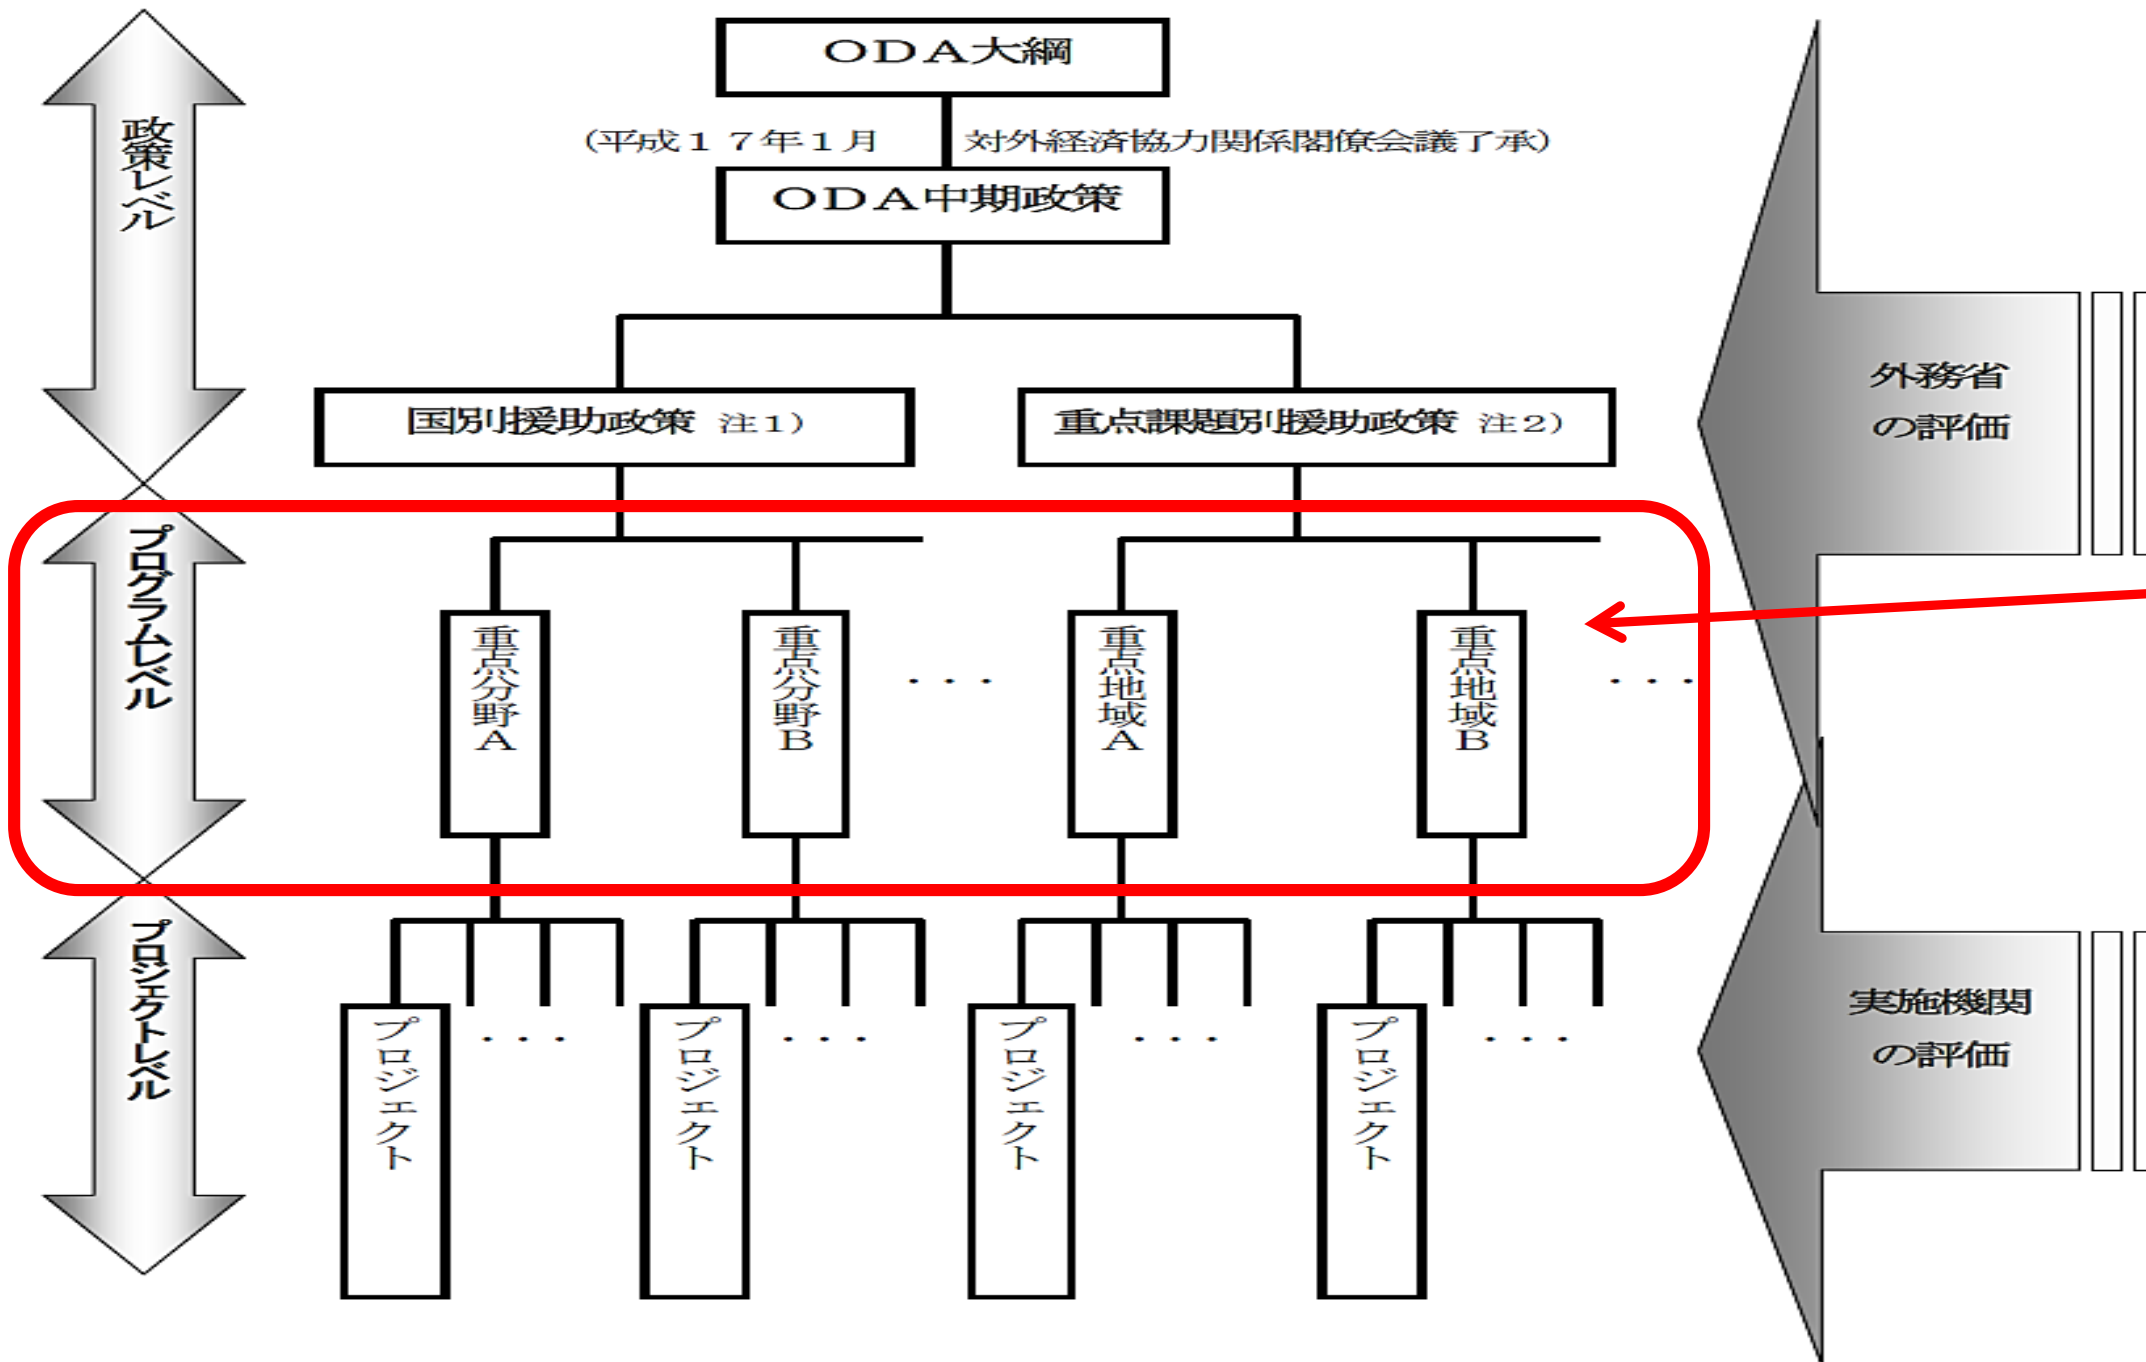 ＯＤＡ大綱
政策レベル
(平成１７年１月　対外経済協力関係閣僚会議了承)
ＯＤＡ中期政策
国別援助政策 注１)
重点課題別援助政策 注２)
外務省
の評価
プログラムレベル
重点分野Ａ
重点分野Ｂ
・・・
重点地域Ａ
重点地域Ｂ
・・・
プロジェクトレベル
プロジェクト
・・・
プロジェクト
・・・
プロジェクト
・・・
プロジェクト
・・・
実施機関
の評価